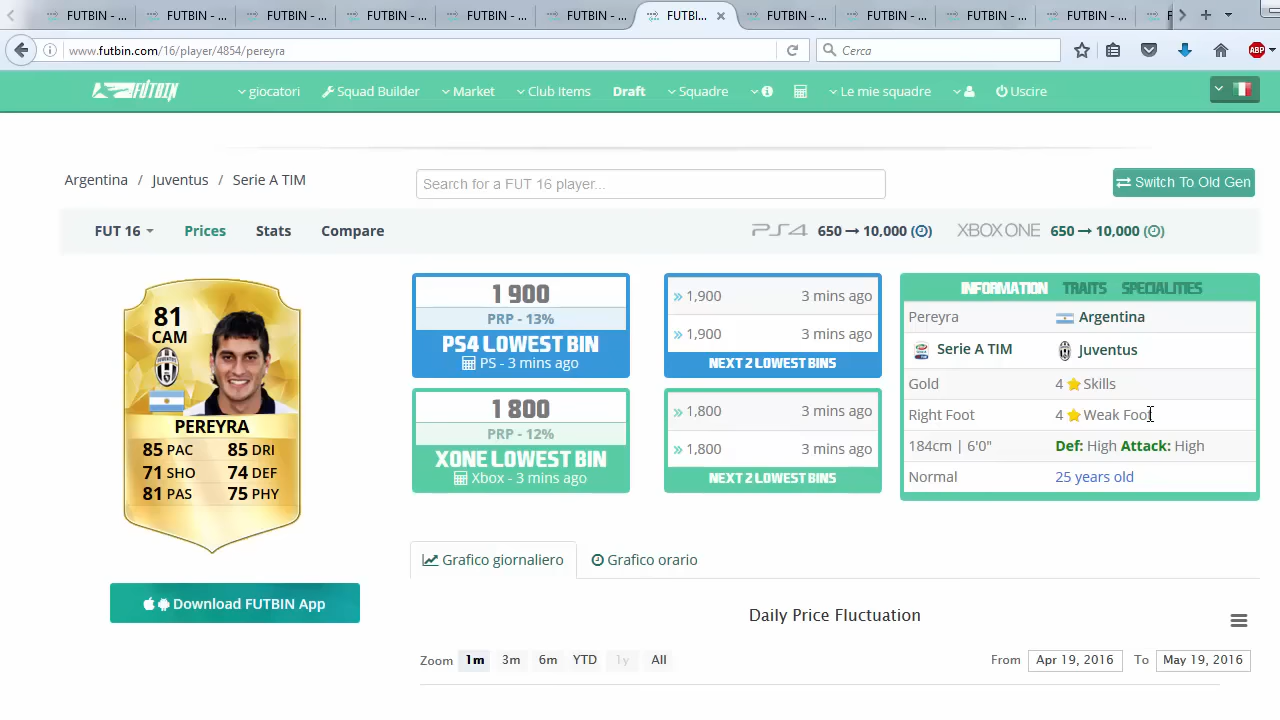 FUTBIN - ... FUTBIN - ... FUTBIN - ... FUTBIN - ... FUTBIN - ... FUTBIN - ... FUTBI... FUTBIN - ... FUTBIN - ... FUTBIN - ... FUTBIN - ...
www.futbin.com/16/player/4854/pereyra
Cerca
ABP
FUTBIN
giocatori Squad Builder Market Club Items Draft Squadre Le mie squadre Uscire
Argentina / Juventus / Serie A TIM
Search for a FUT 16 player...
Switch To Old Gen
FUT 16 Prices Stats Compare
PS4 650 → 10,000 XBOX ONE 650 → 10,000
81
CAM
PEREYRA
85 PAC 85 DRI
71 SHO 74 DEF
81 PAS 75 PHY
Download FUTBIN App
1 900
PRP - 13%
PS4 LOWEST BIN
PS - 3 mins ago
» 1,900 3 mins ago
» 1,900 3 mins ago
NEXT 2 LOWEST BINS
1 800
PRP - 12%
XONE LOWEST BIN
Xbox - 3 mins ago
» 1,800 3 mins ago
» 1,800 3 mins ago
NEXT 2 LOWEST BINS
INFORMATION TRAITS SPECIALITIES
Pereyra Argentina
Serie A TIM Juventus
Gold 4 Skills
Right Foot 4 Weak Foot
184cm | 6'0" Def: High Attack: High
Normal 25 years old
Grafico giornaliero Grafico orario
Daily Price Fluctuation
Zoom 1m 3m 6m YTD 1y All From Apr 19, 2016 To May 19, 2016